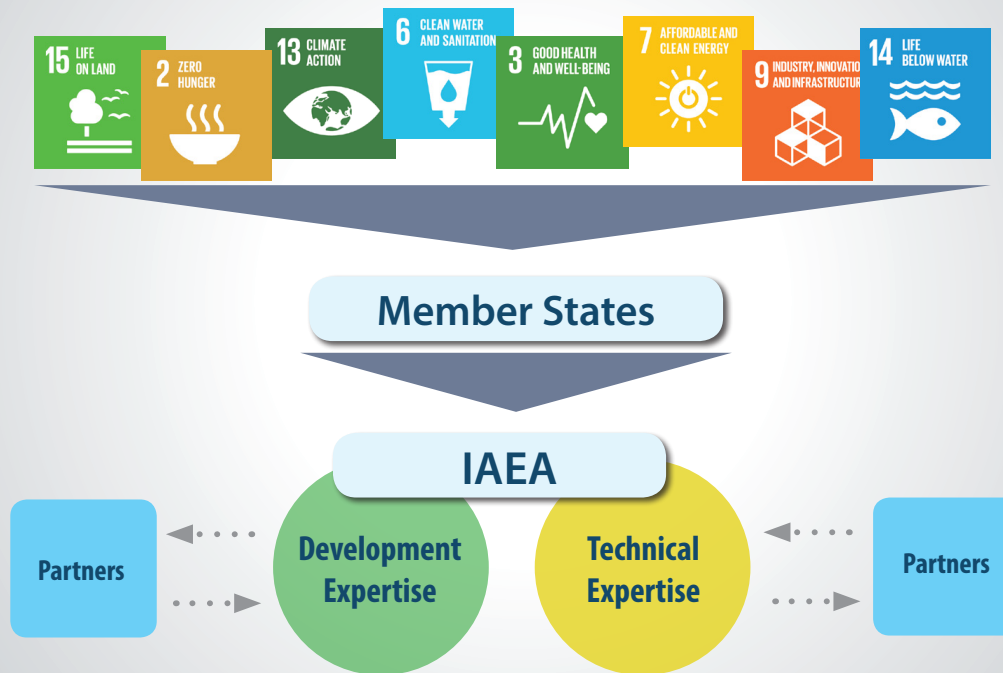 15 LIFE
ON LAND
2 ZERO
HUNGER
13 CLIMATE
ACTION
6 CLEAN WATER
AND SANITATION
3 GOOD HEALTH
AND WELL-BEING
7 AFFORDABLE AND
CLEAN ENERGY
9 INDUSTRY, INNOVATIO
AND INFRASTRUCTUR
14 LIFE
BELOW WATER
Member States
IAEA
Partners
Development
Expertise
Technical
Expertise
Partners